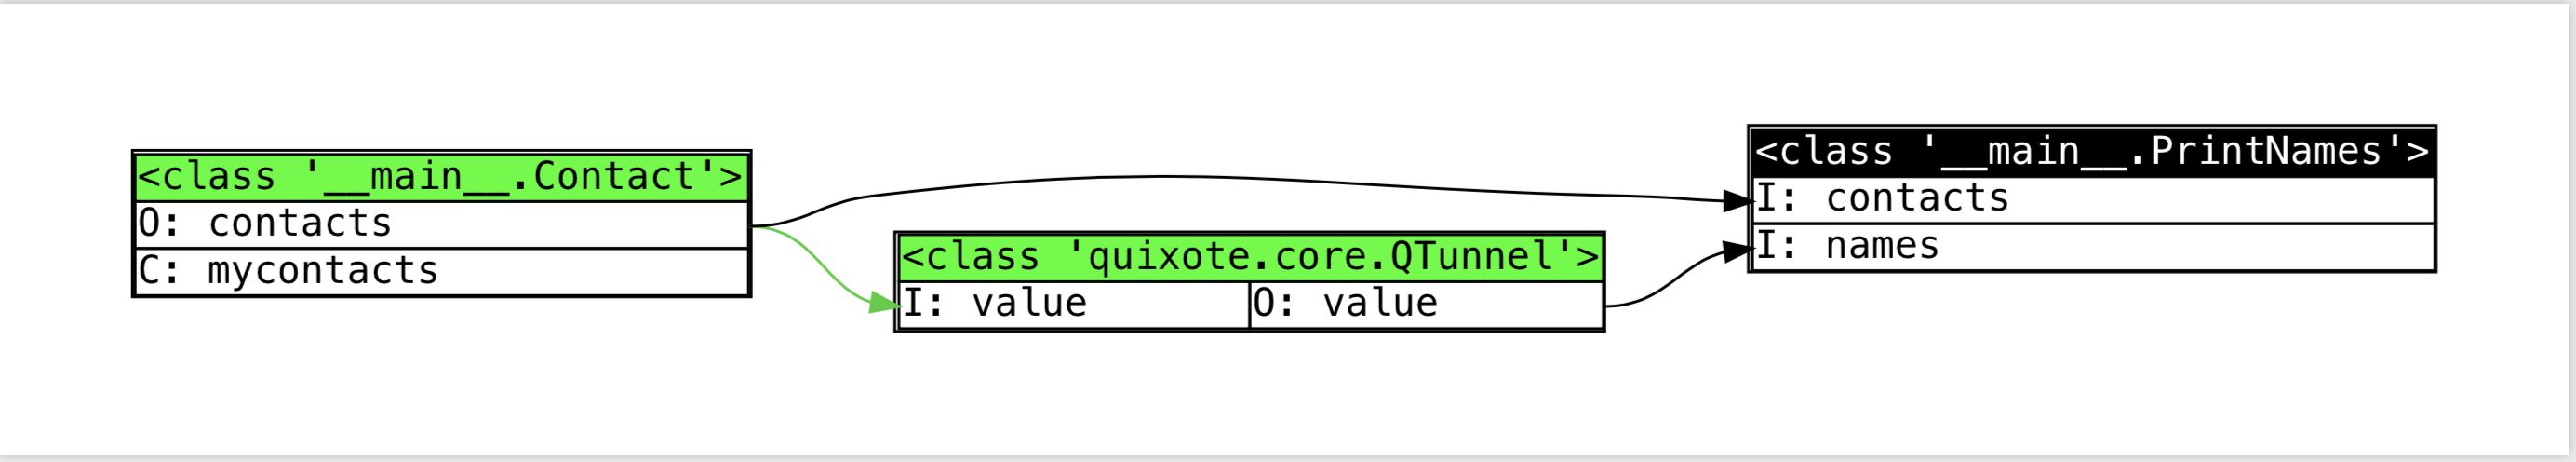 <class '__main__.Contact'>
O: contacts
C: mycontacts
<class 'quixote.core.QTunnel'>
I: value
O: value
<class '__main__.PrintNames'>
I: contacts
I: names